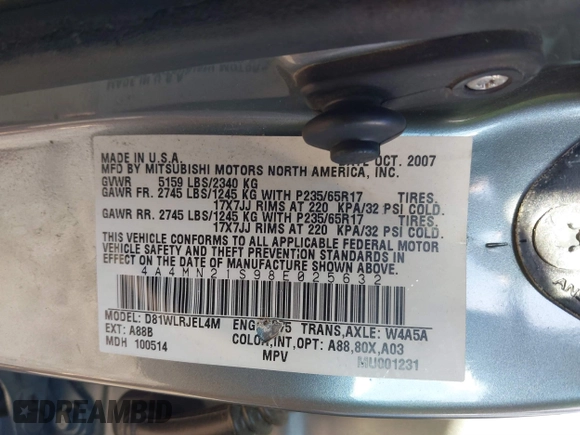 MADE IN U.S.A. OCT. 2007
MFD BY MITSUBISHI MOTORS NORTH AMERICA, INC.
GVWR 5159 LBS/2340 KG
GAWR FR. 2745 LBS/1245 KG WITH P235/65R17 TIRES.
17X7JJ RIMS AT 220 KPA/32 PSI COLD.
GAWR RR. 2745 LBS/1245 KG WITH P235/65R17 TIRES.
17X7JJ RIMS AT 220 KPA/32 PSI COLD.
THIS VEHICLE CONFORMS TO ALL APPLICABLE FEDERAL MOTOR
VEHICLE SAFETY AND THEFT PREVENTION STANDARDS IN
EFFECT ON THE DATE OF MANUFACTURE SHOWN ABOVE.
4A4MN21S98E025632
MODEL: D81WLRJEL4M ENG: TRANS,AXLE: W4A5A
EXT: A88B COLOR,INT,OPT: A88,80X,A03
MDH 100514 MPV MU001231
DREAMBID